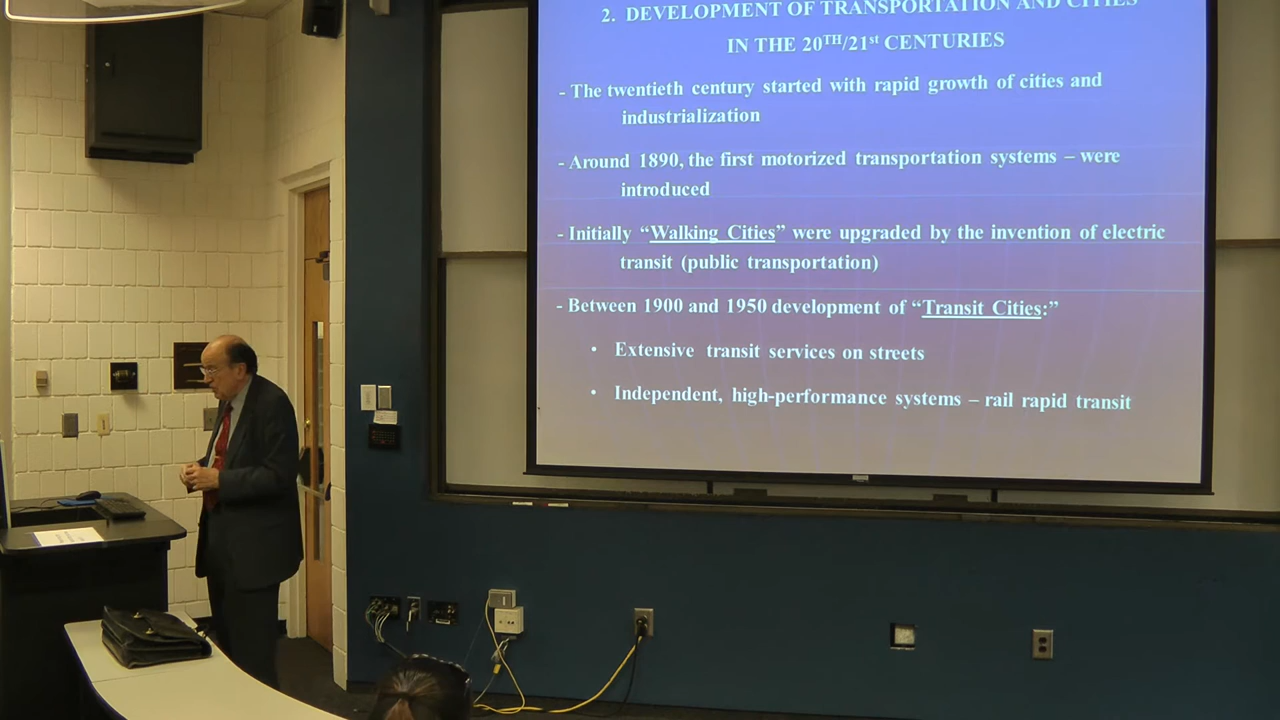 2. DEVELOPMENT OF TRANSPORTATION AND CITIES
IN THE 20TH/21st CENTURIES
- The twentieth century started with rapid growth of cities and
industrialization
- Around 1890, the first motorized transportation systems – were
introduced
- Initially “Walking Cities” were upgraded by the invention of electric
transit (public transportation)
- Between 1900 and 1950 development of “Transit Cities:”
• Extensive transit services on streets
• Independent, high-performance systems – rail rapid transit